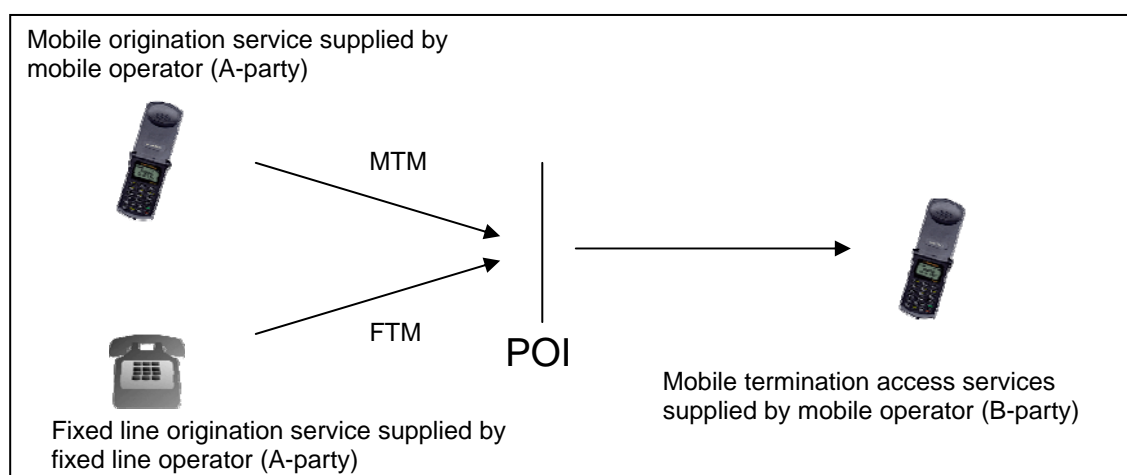 Mobile origination service supplied by
mobile operator (A-party)
MTM
FTM
POI
Mobile termination access services
supplied by mobile operator (B-party)
Fixed line origination service supplied by
fixed line operator (A-party)